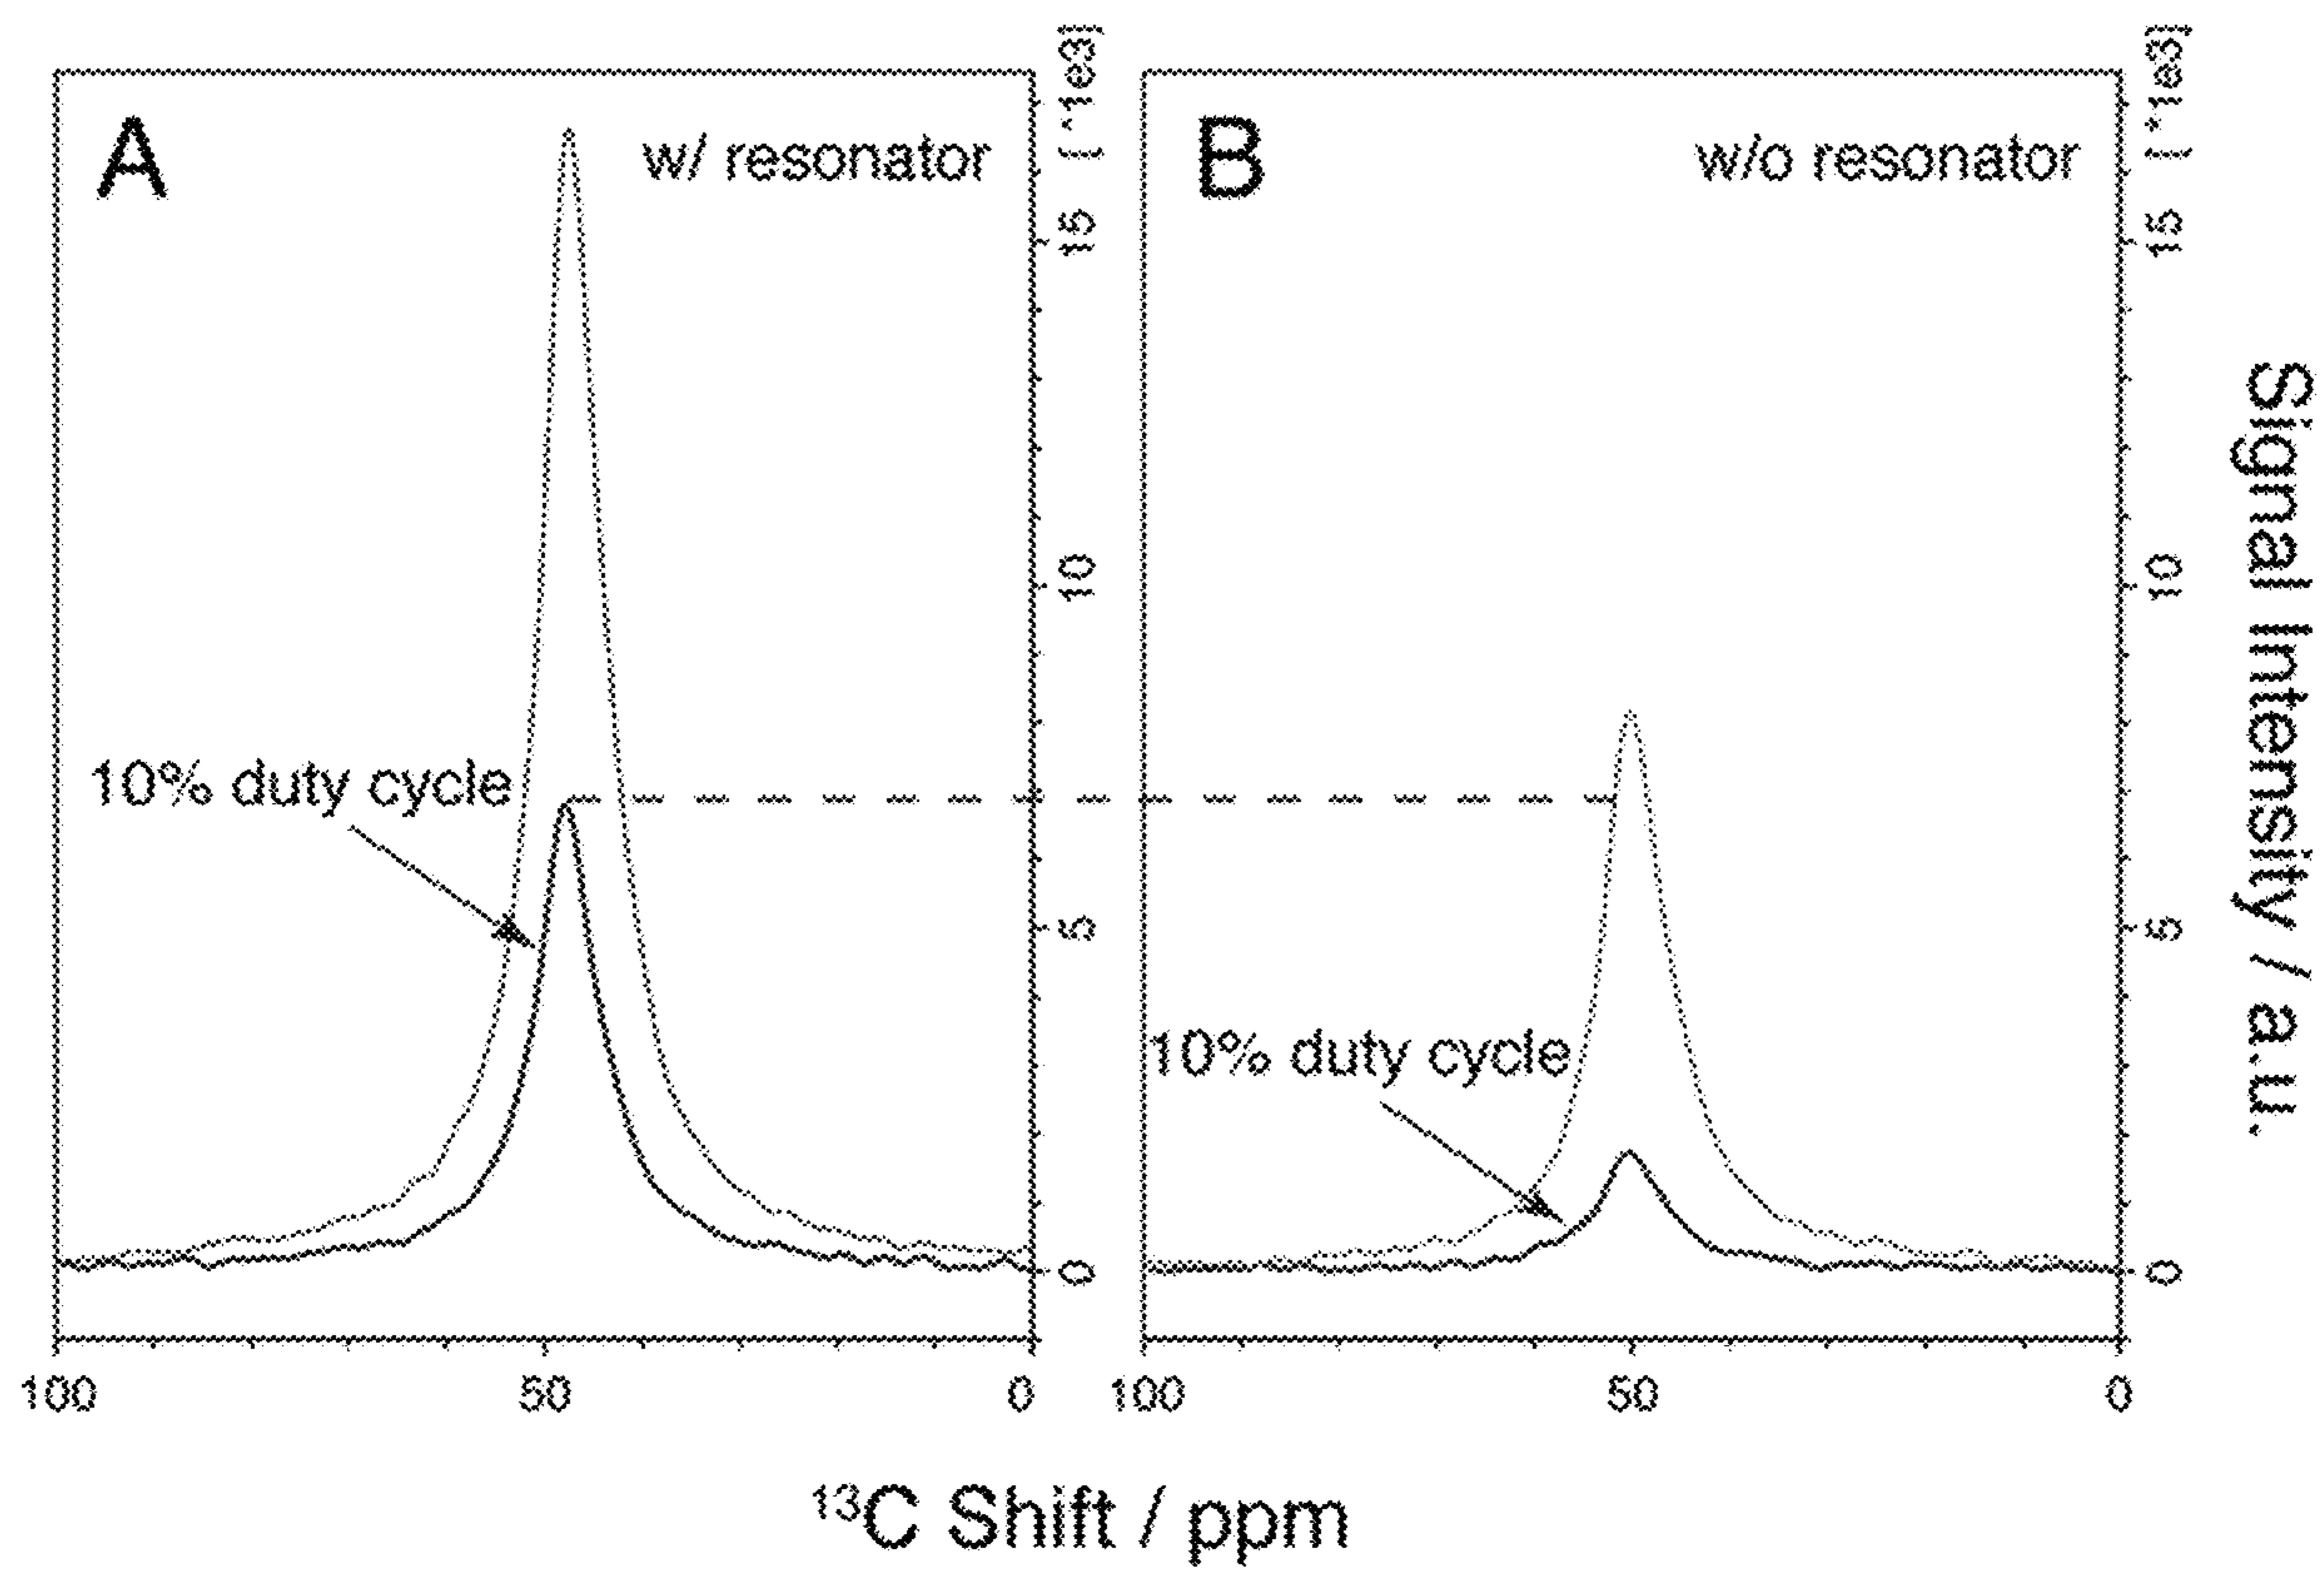 A
w/ resonator
[*1e3]
15
10
5
0
10% duty cycle
100
50
0
B
w/o resonator
[*1e3]
15
10
5
0
10% duty cycle
100
50
0
Signal Intensity / a.u.
¹³C Shift / ppm